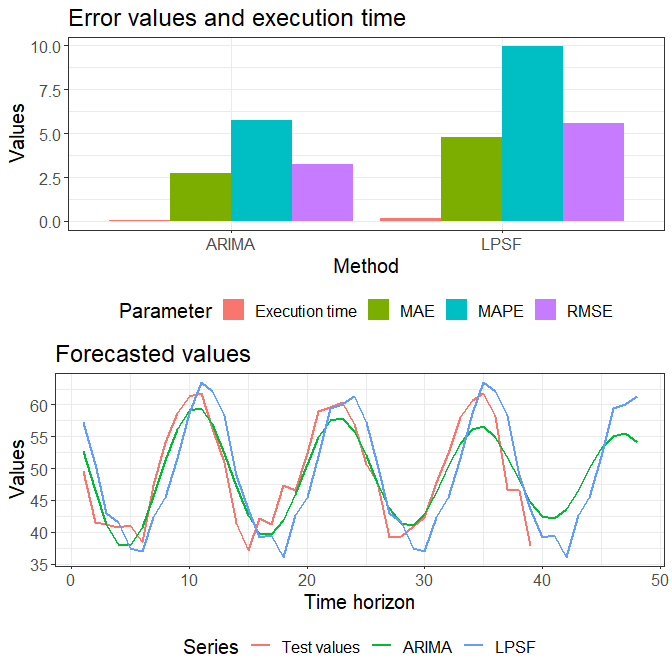 Error values and execution time
10.0
7.5
5.0
2.5
0.0
Values
ARIMA LPSF
Method
Parameter Execution time MAE MAPE RMSE
Forecasted values
60
55
50
45
40
35
Values
0 10 20 30 40 50
Time horizon
Series Test values ARIMA LPSF